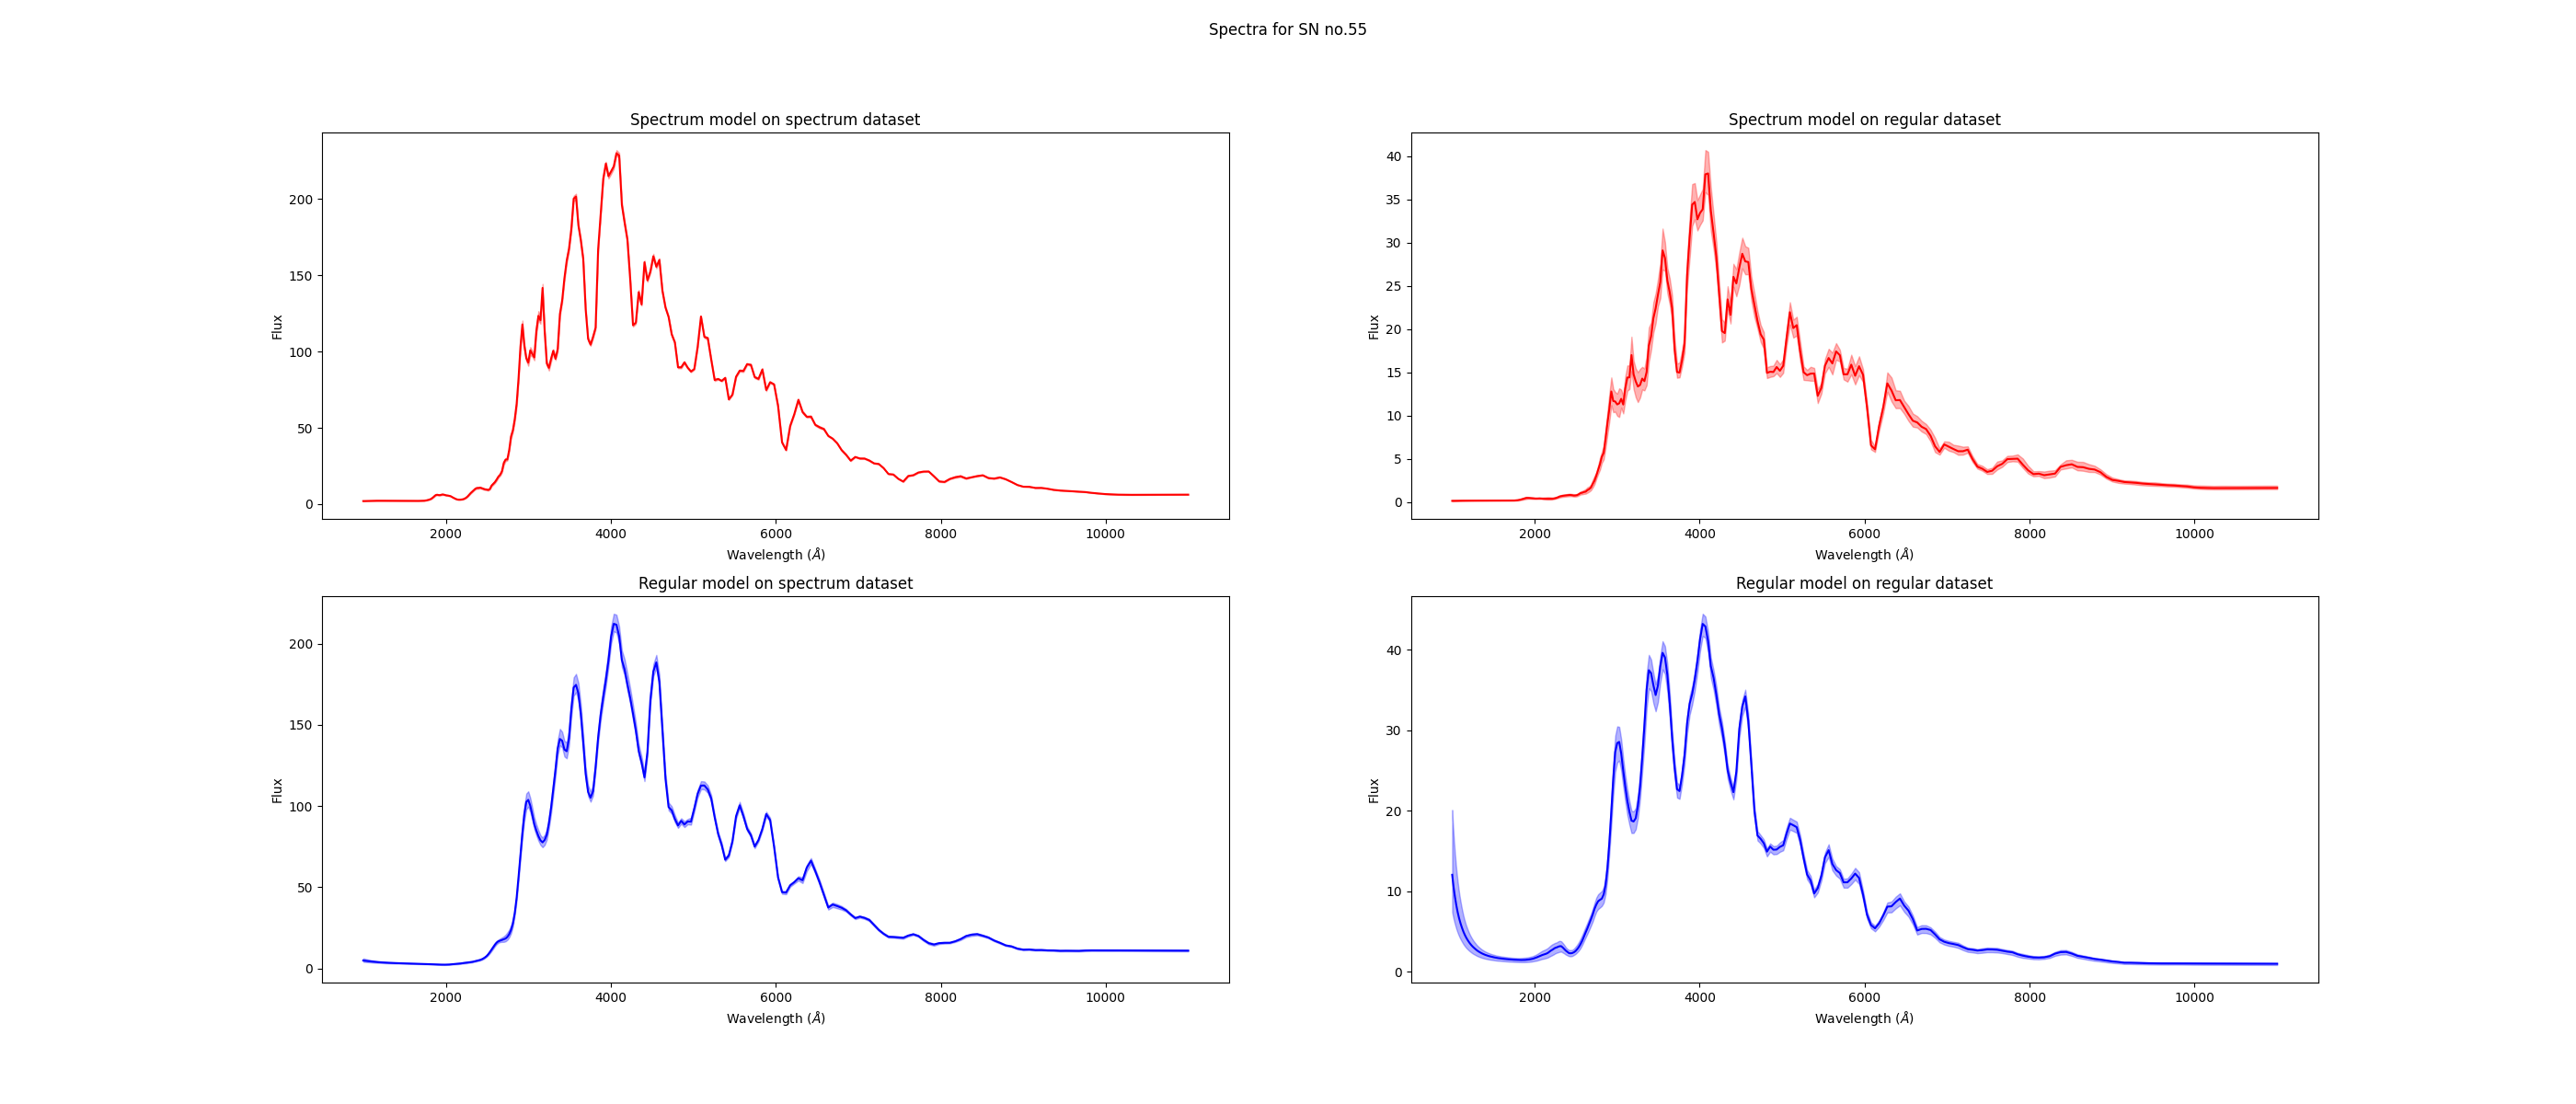 Spectra for SN no.55
Spectrum model on spectrum dataset
200
150
100
50
0
Flux
2000 4000 6000 8000 10000
Wavelength (Å)
Spectrum model on regular dataset
40
35
30
25
20
15
10
5
0
Flux
2000 4000 6000 8000 10000
Wavelength (Å)
Regular model on spectrum dataset
200
150
100
50
0
Flux
2000 4000 6000 8000 10000
Wavelength (Å)
Regular model on regular dataset
40
30
20
10
0
Flux
2000 4000 6000 8000 10000
Wavelength (Å)